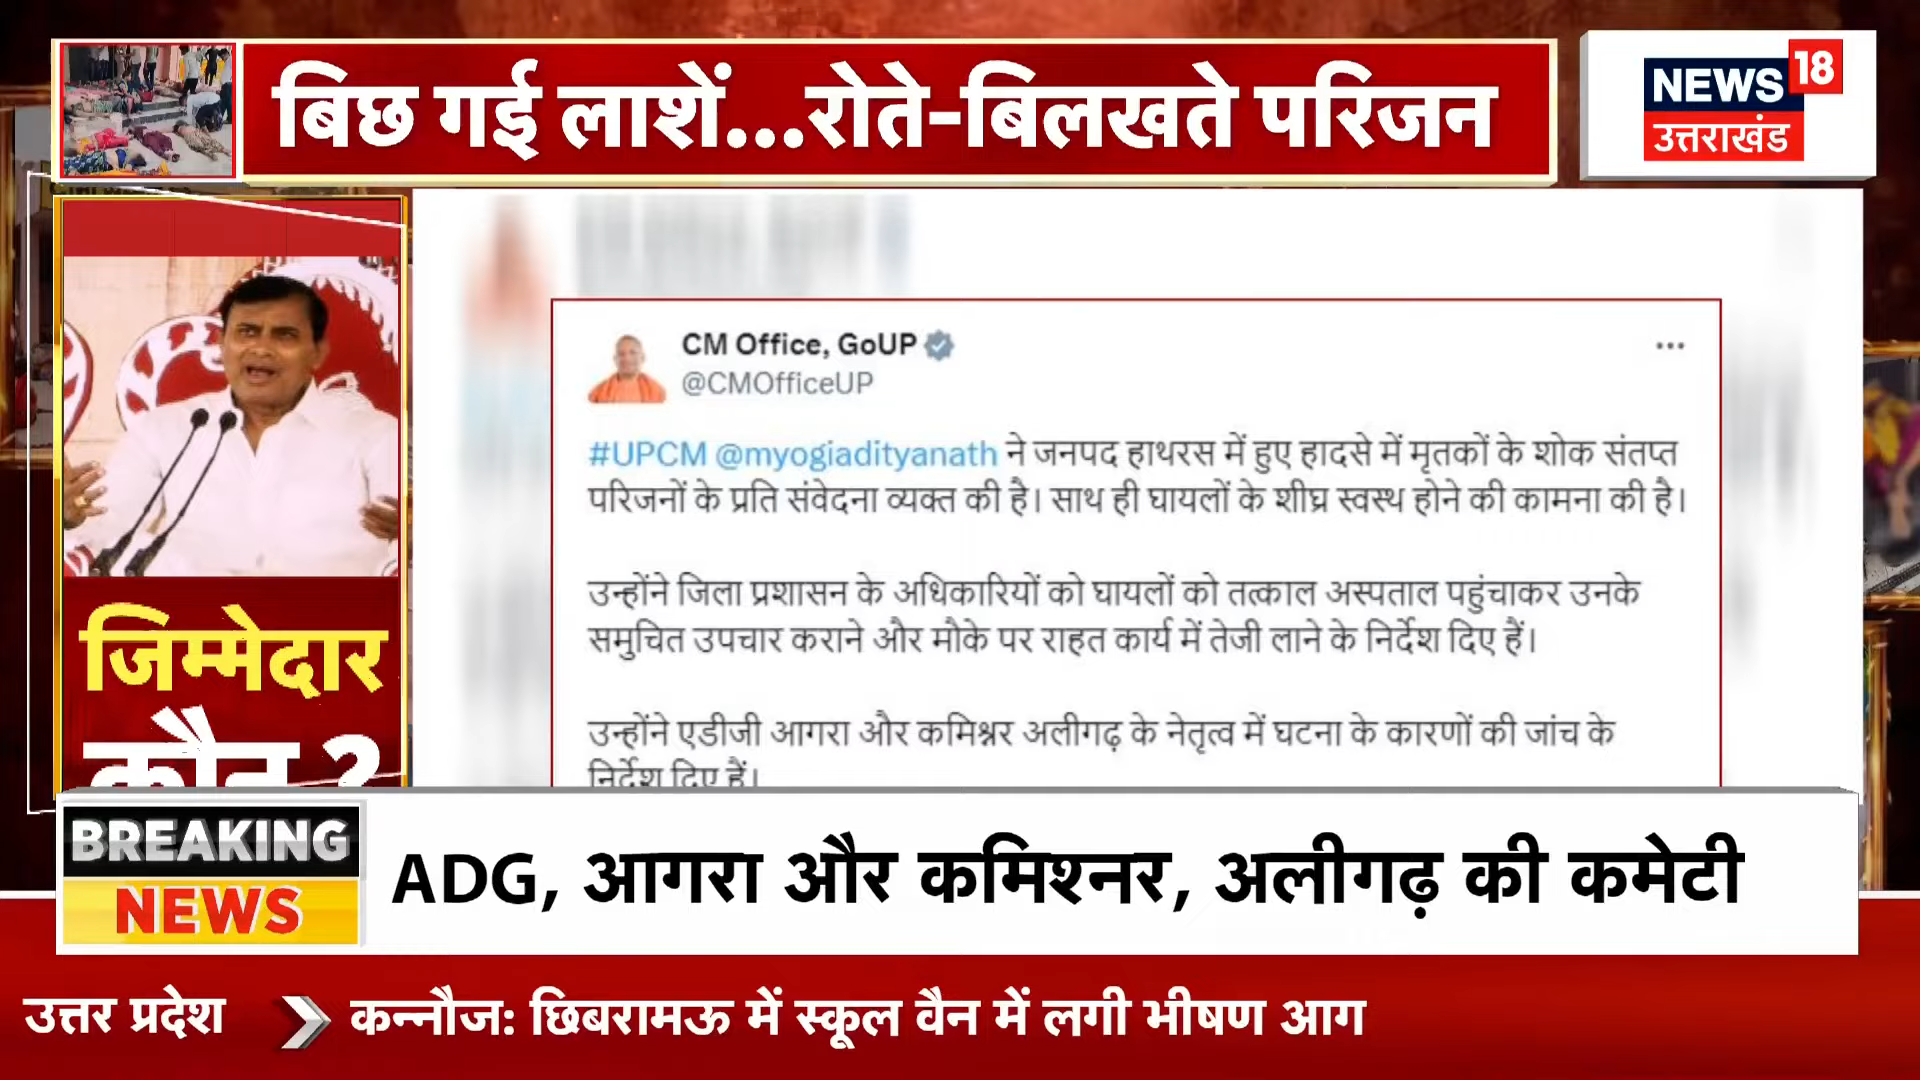 बिछ गई लाशें...रोते-बिलखते परिजन
NEWS 18
उत्तराखंड
CM Office, GoUP
@CMOfficeUP
#UPCM @myogiadityanath ने जनपद हाथरस में हुए हादसे में मृतकों के शोक संतप्त
परिजनों के प्रति संवेदना व्यक्त की है। साथ ही घायलों के शीघ्र स्वस्थ होने की कामना की है।
उन्होंने जिला प्रशासन के अधिकारियों को घायलों को तत्काल अस्पताल पहुंचाकर उनके
समुचित उपचार कराने और मौके पर राहत कार्य में तेजी लाने के निर्देश दिए हैं।
उन्होंने एडीजी आगरा और कमिश्नर अलीगढ़ के नेतृत्व में घटना के कारणों की जांच के
निर्देश दिए हैं।
जिम्मेदार
कौन ?
BREAKING
NEWS
ADG, आगरा और कमिश्नर, अलीगढ़ की कमेटी
उत्तर प्रदेश
कन्नौज: छिबरामऊ में स्कूल वैन में लगी भीषण आग